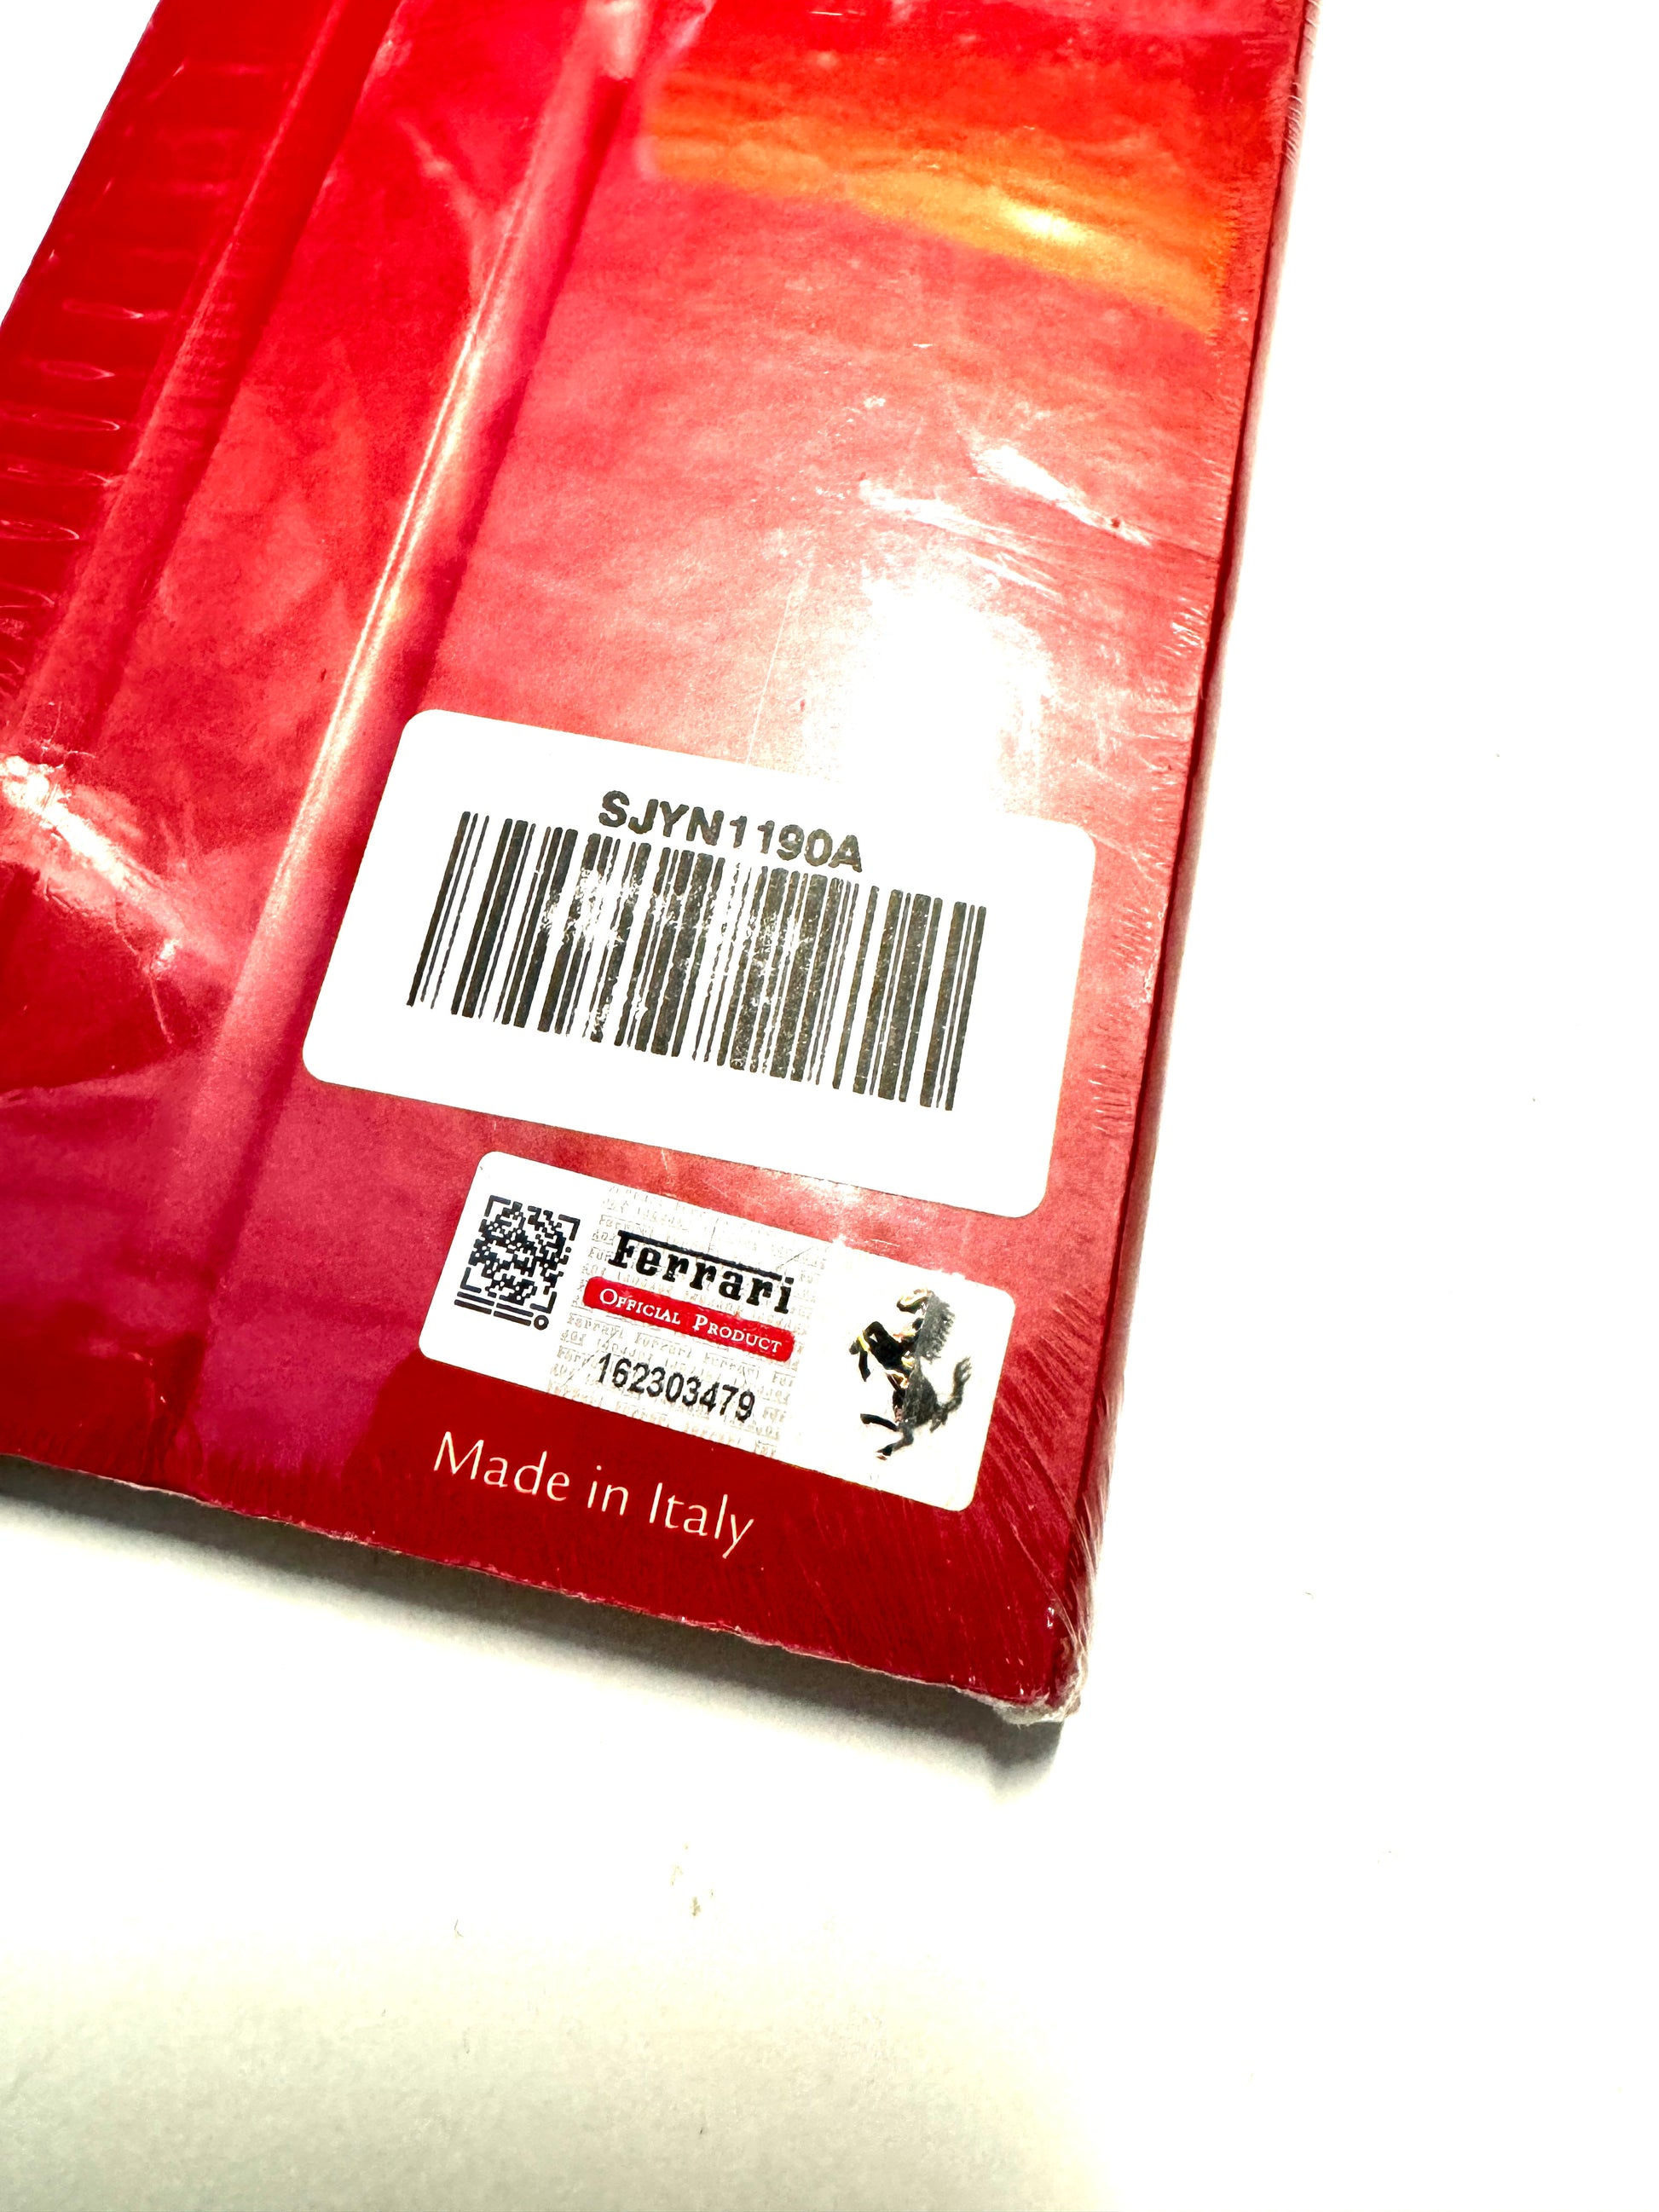 SJYN1190A
Ferrari
OFFICIAL PRODUCT
162303479
Made in Italy